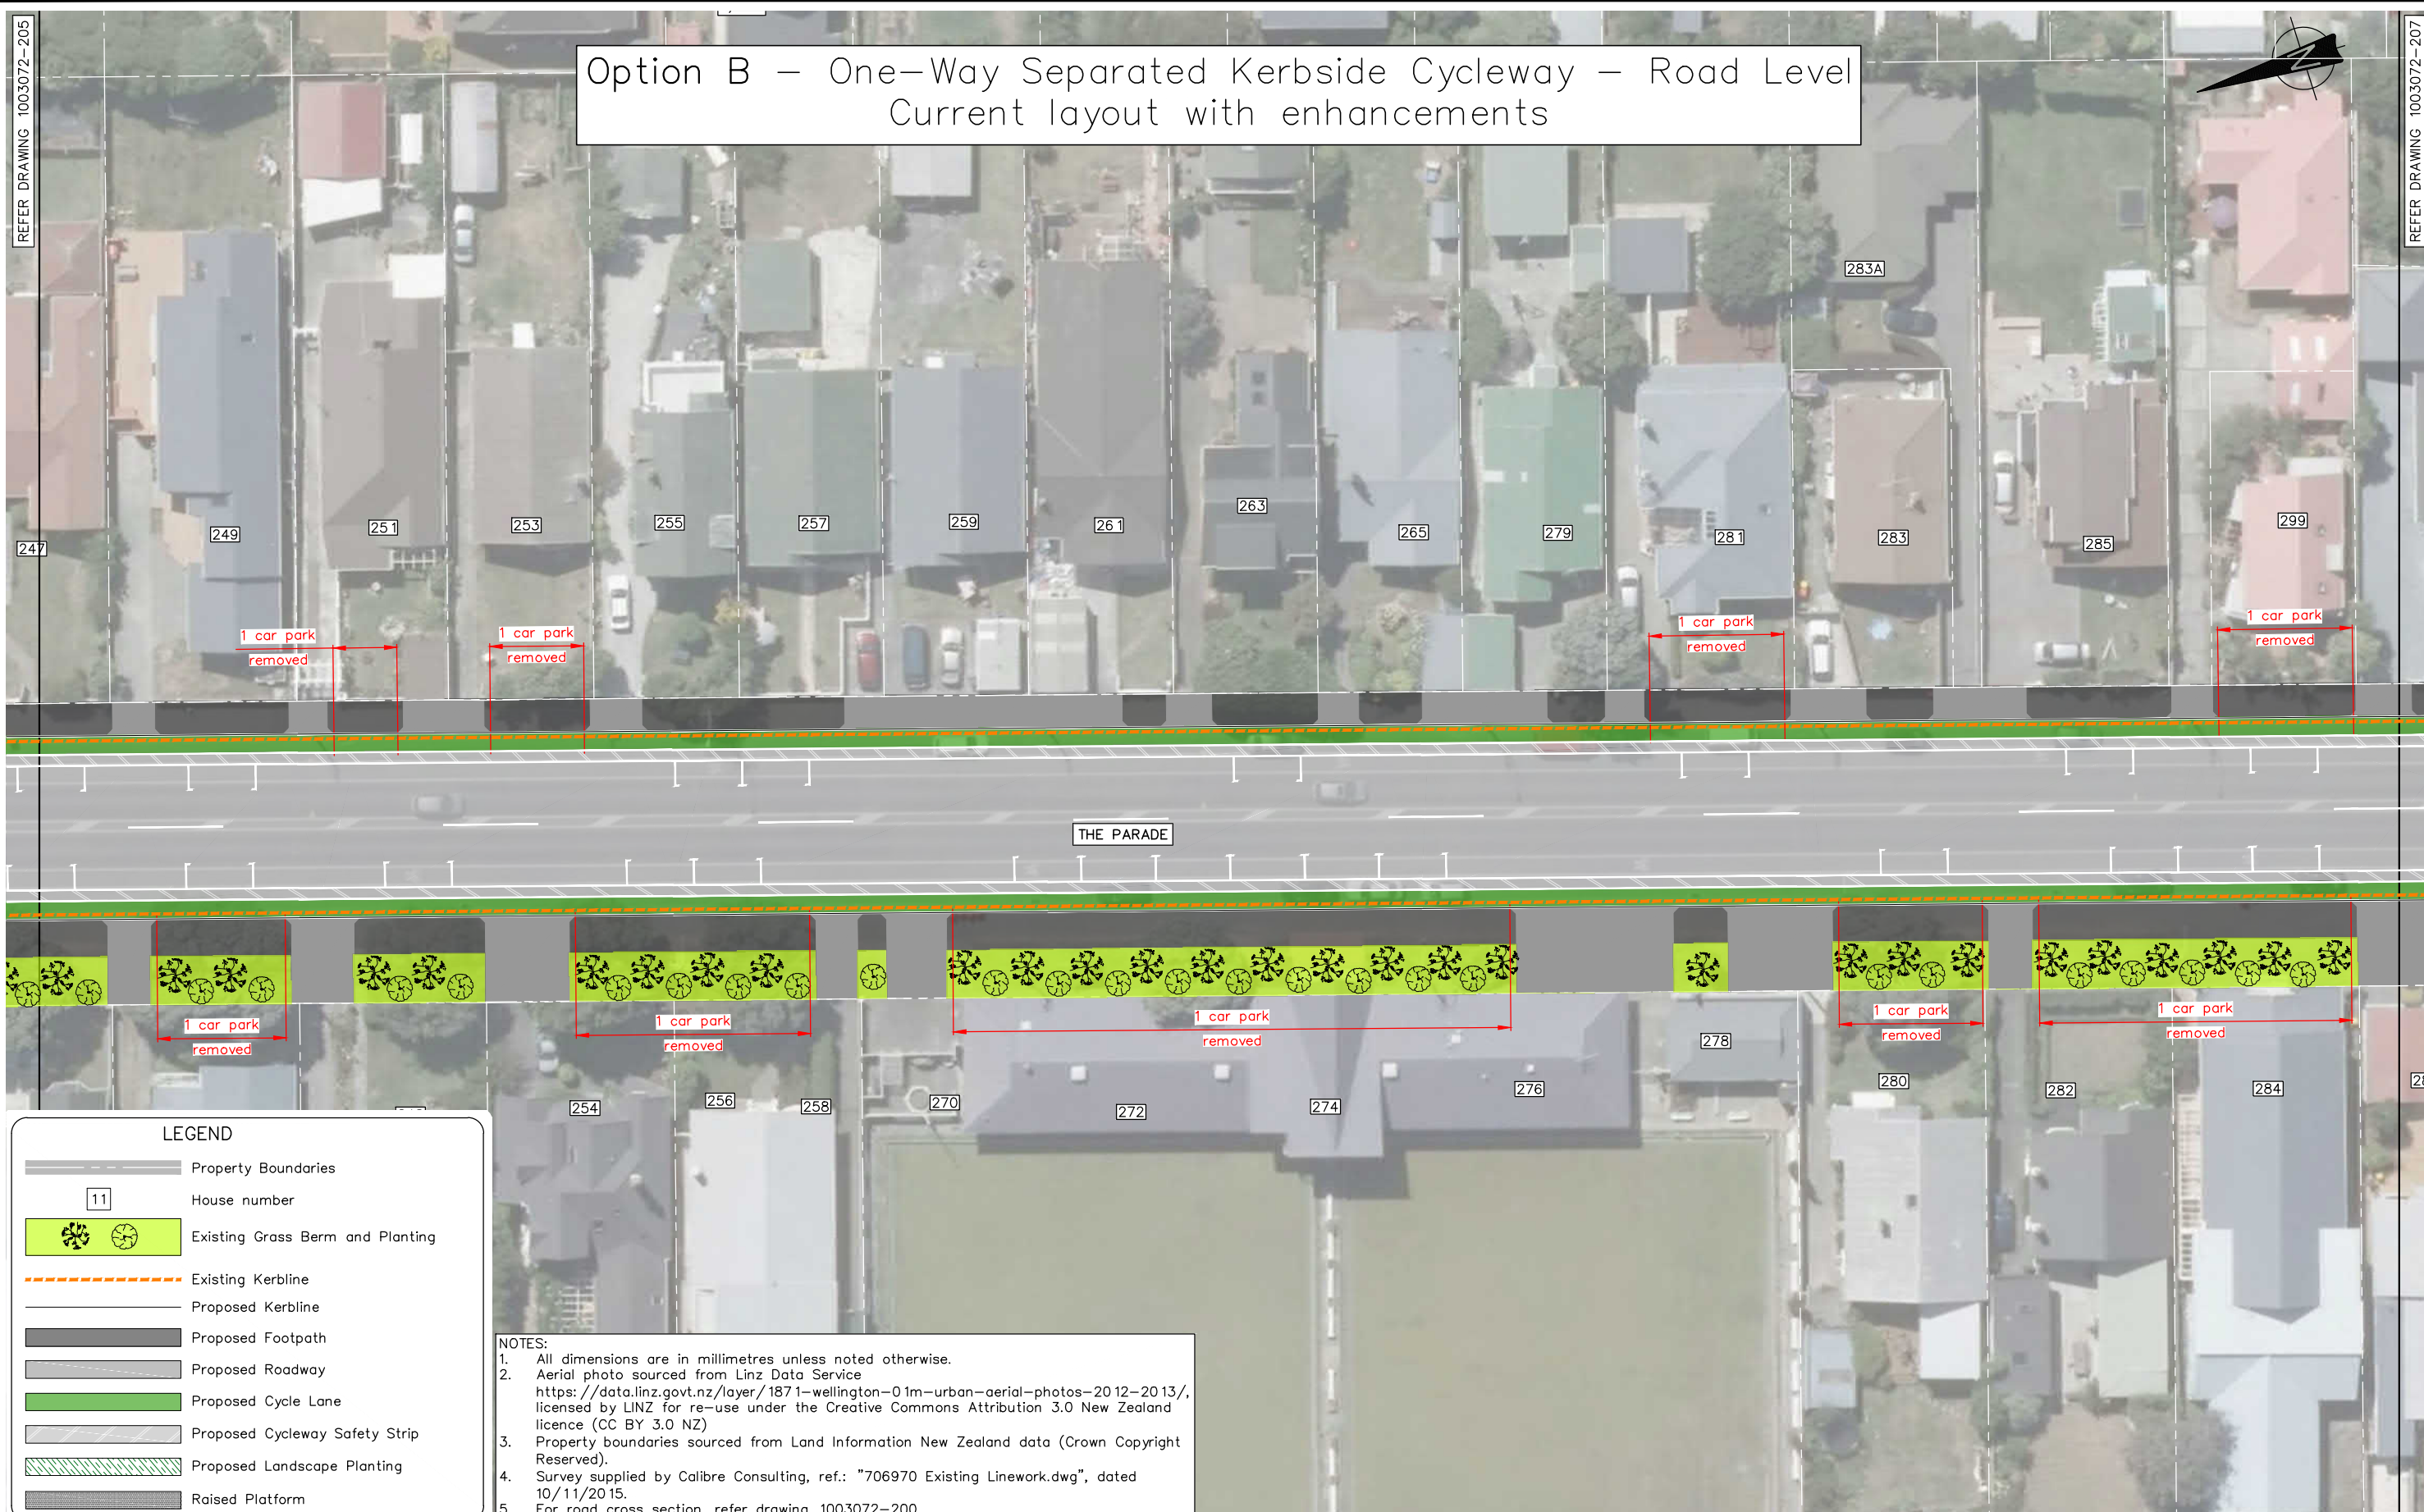 REFER DRAWING 1003072-205
REFER DRAWING 1003072-207
Option B – One-Way Separated Kerbside Cycleway – Road Level
Current layout with enhancements
N
283A
247
249
251
253
255
257
259
261
263
265
279
281
283
285
299
1 car park
removed
1 car park
removed
1 car park
removed
1 car park
removed
THE PARADE
1 car park
removed
1 car park
removed
1 car park
removed
1 car park
removed
1 car park
removed
254
256
258
270
272
274
276
278
280
282
284
LEGEND
Property Boundaries
11 House number
Existing Grass Berm and Planting
Existing Kerbline
Proposed Kerbline
Proposed Footpath
Proposed Roadway
Proposed Cycle Lane
Proposed Cycleway Safety Strip
Proposed Landscape Planting
Raised Platform
NOTES:
1. All dimensions are in millimetres unless noted otherwise.
2. Aerial photo sourced from Linz Data Service
https://data.linz.govt.nz/layer/1871-wellington-01m-urban-aerial-photos-2012-2013/,
licensed by LINZ for re-use under the Creative Commons Attribution 3.0 New Zealand
licence (CC BY 3.0 NZ)
3. Property boundaries sourced from Land Information New Zealand data (Crown Copyright
Reserved).
4. Survey supplied by Calibre Consulting, ref.: "706970 Existing Linework.dwg", dated
10/11/2015.
5. For road cross section, refer drawing 1003072-200